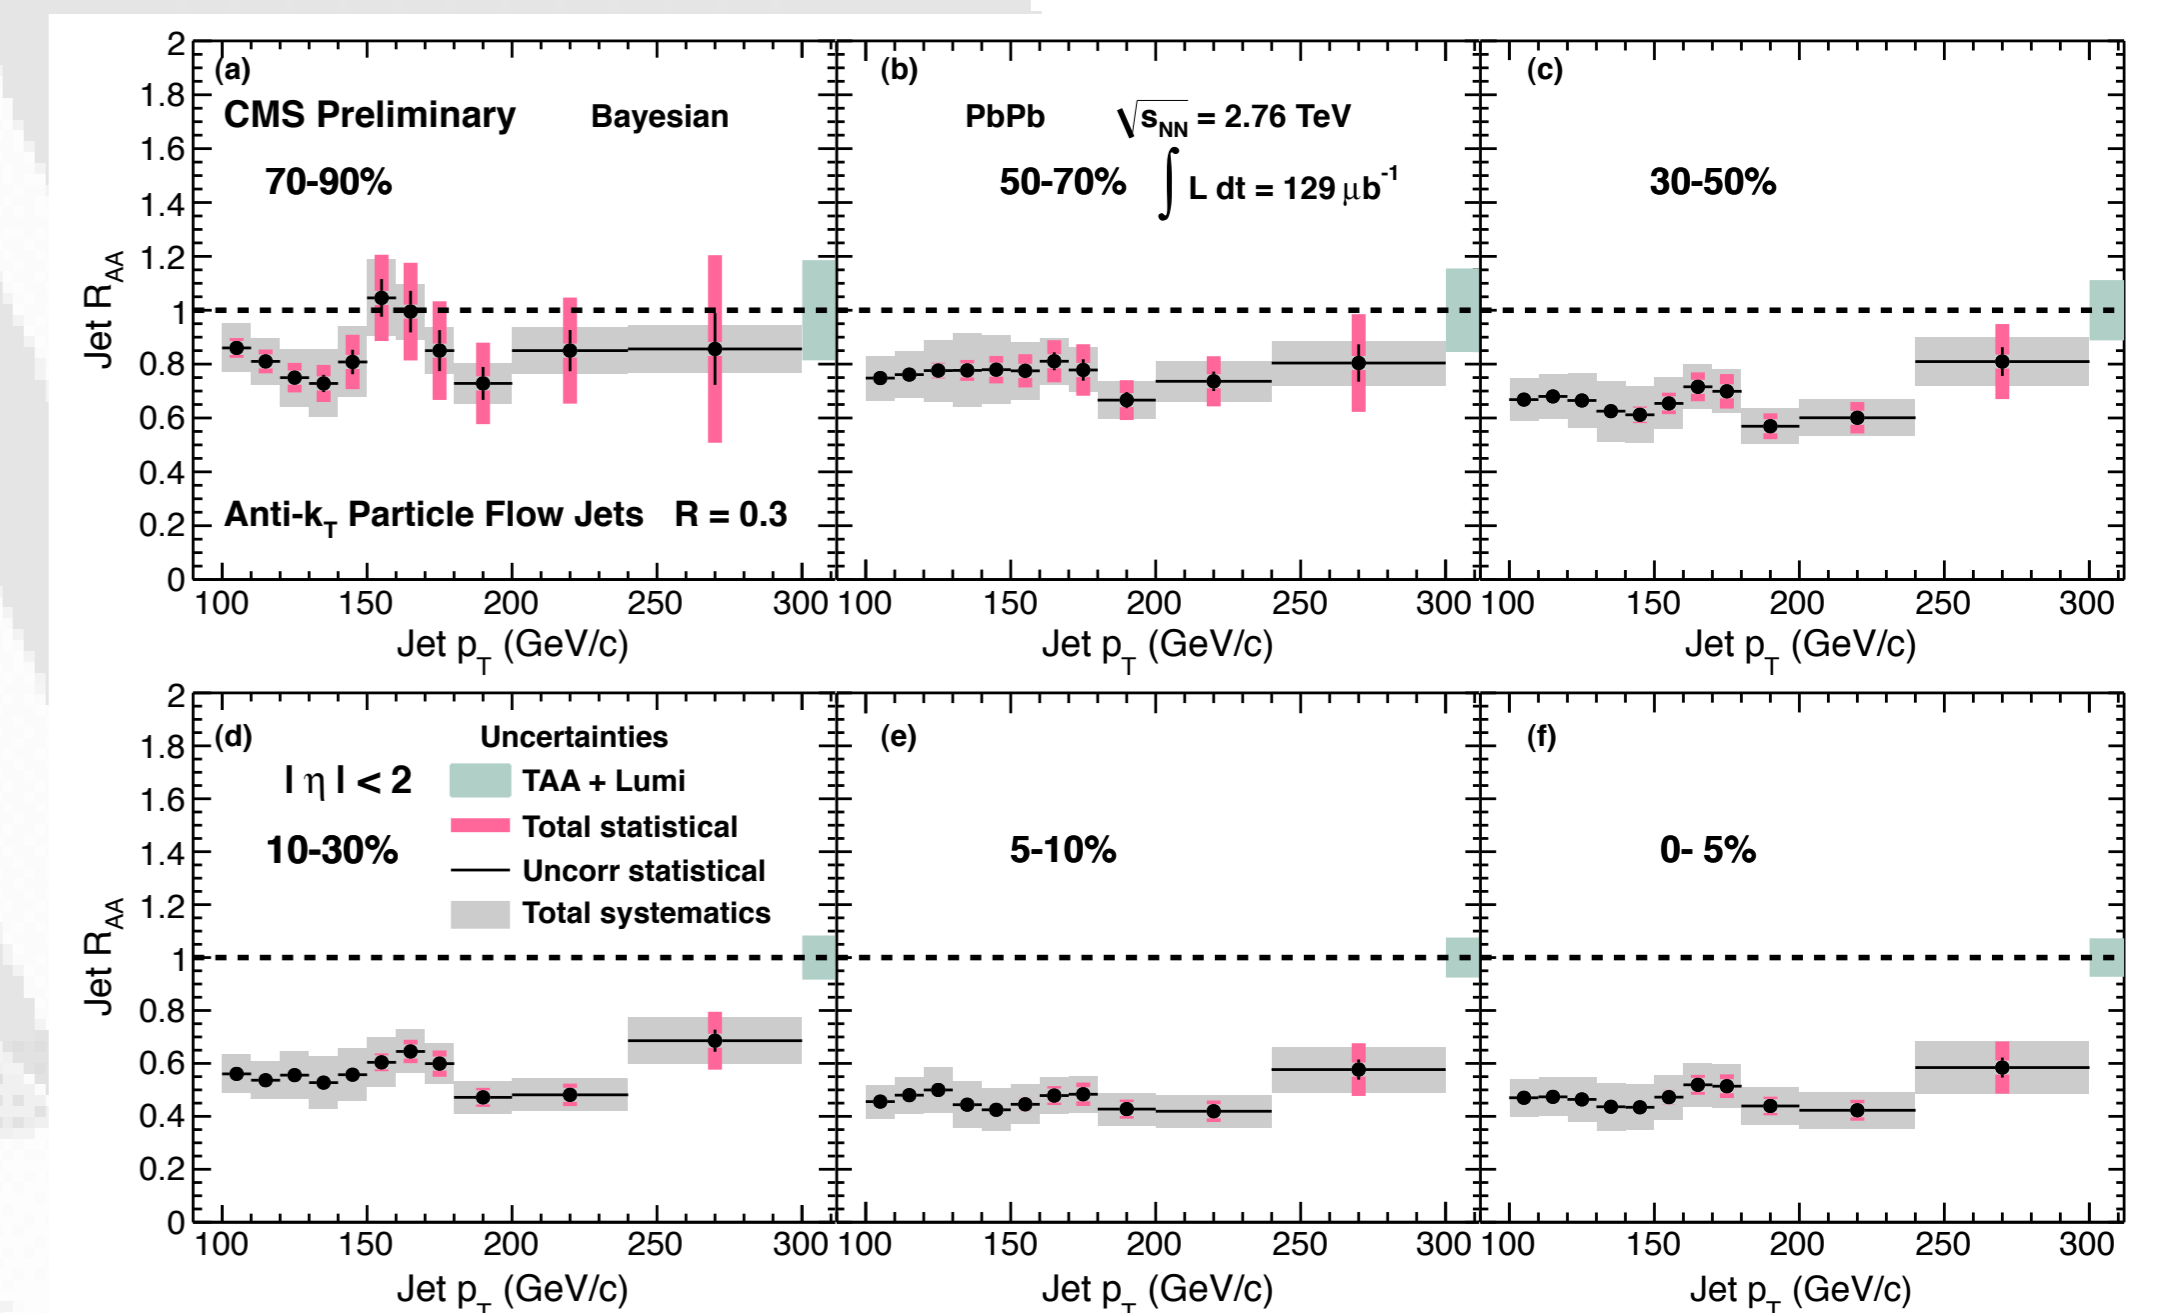 (a)
CMS Preliminary Bayesian
70-90%
Anti-kT Particle Flow Jets R = 0.3
Jet RAA
2
1.8
1.6
1.4
1.2
1
0.8
0.6
0.4
0.2
0
100 150 200 250 300
Jet pT (GeV/c)
(b)
PbPb √sNN = 2.76 TeV
50-70% ∫ L dt = 129 μb-1
100 150 200 250 300
Jet pT (GeV/c)
(c)
30-50%
100 150 200 250 300
Jet pT (GeV/c)
(d)
Uncertainties
| η | < 2
TAA + Lumi
Total statistical
10-30%
Uncorr statistical
Total systematics
Jet RAA
2
1.8
1.6
1.4
1.2
1
0.8
0.6
0.4
0.2
0
100 150 200 250 300
Jet pT (GeV/c)
(e)
5-10%
100 150 200 250 300
Jet pT (GeV/c)
(f)
0- 5%
100 150 200 250 300
Jet pT (GeV/c)